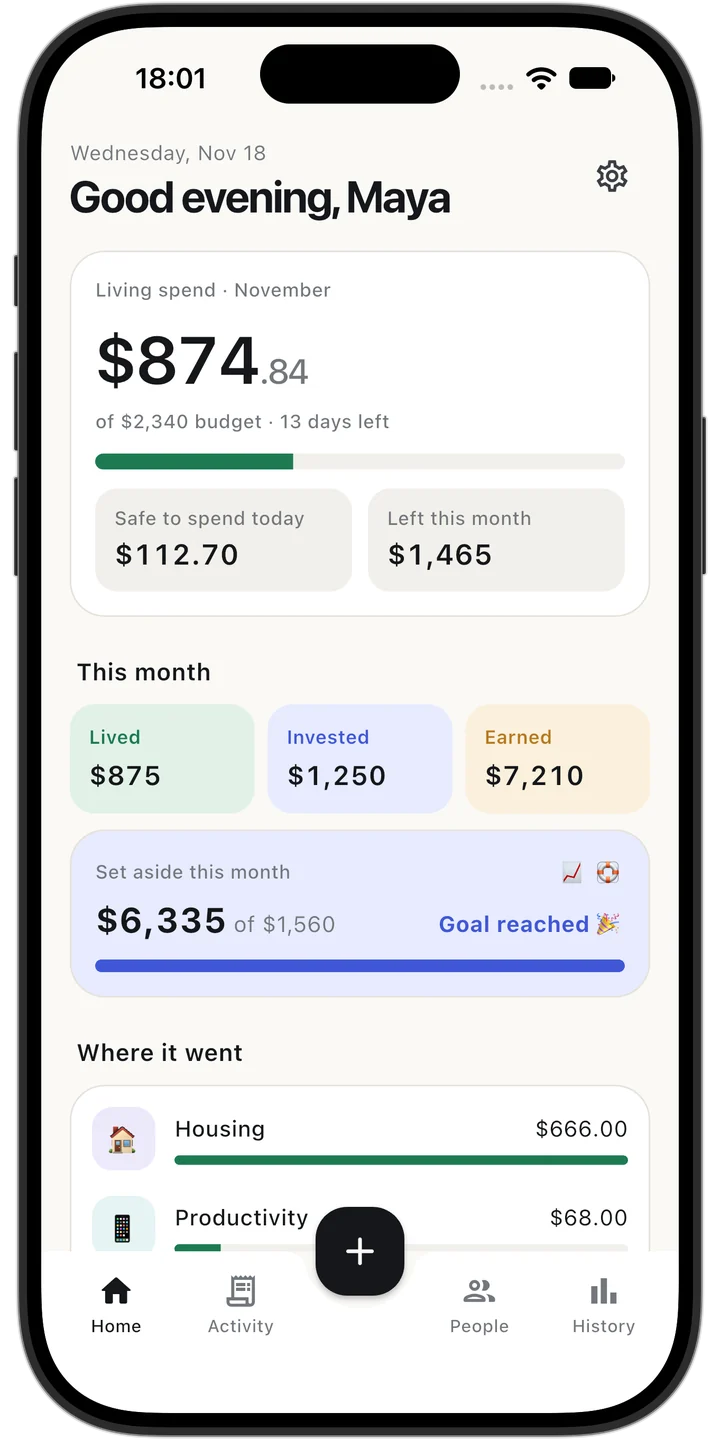 18:01
Wednesday, Nov 18
Good evening, Maya
Living spend · November
$874.84
of $2,340 budget · 13 days left
Safe to spend today
$112.70
Left this month
$1,465
This month
Lived
$875
Invested
$1,250
Earned
$7,210
Set aside this month
$6,335 of $1,560
Goal reached 🎉
Where it went
Housing
$666.00
Productivity
$68.00
Home
Activity
People
History